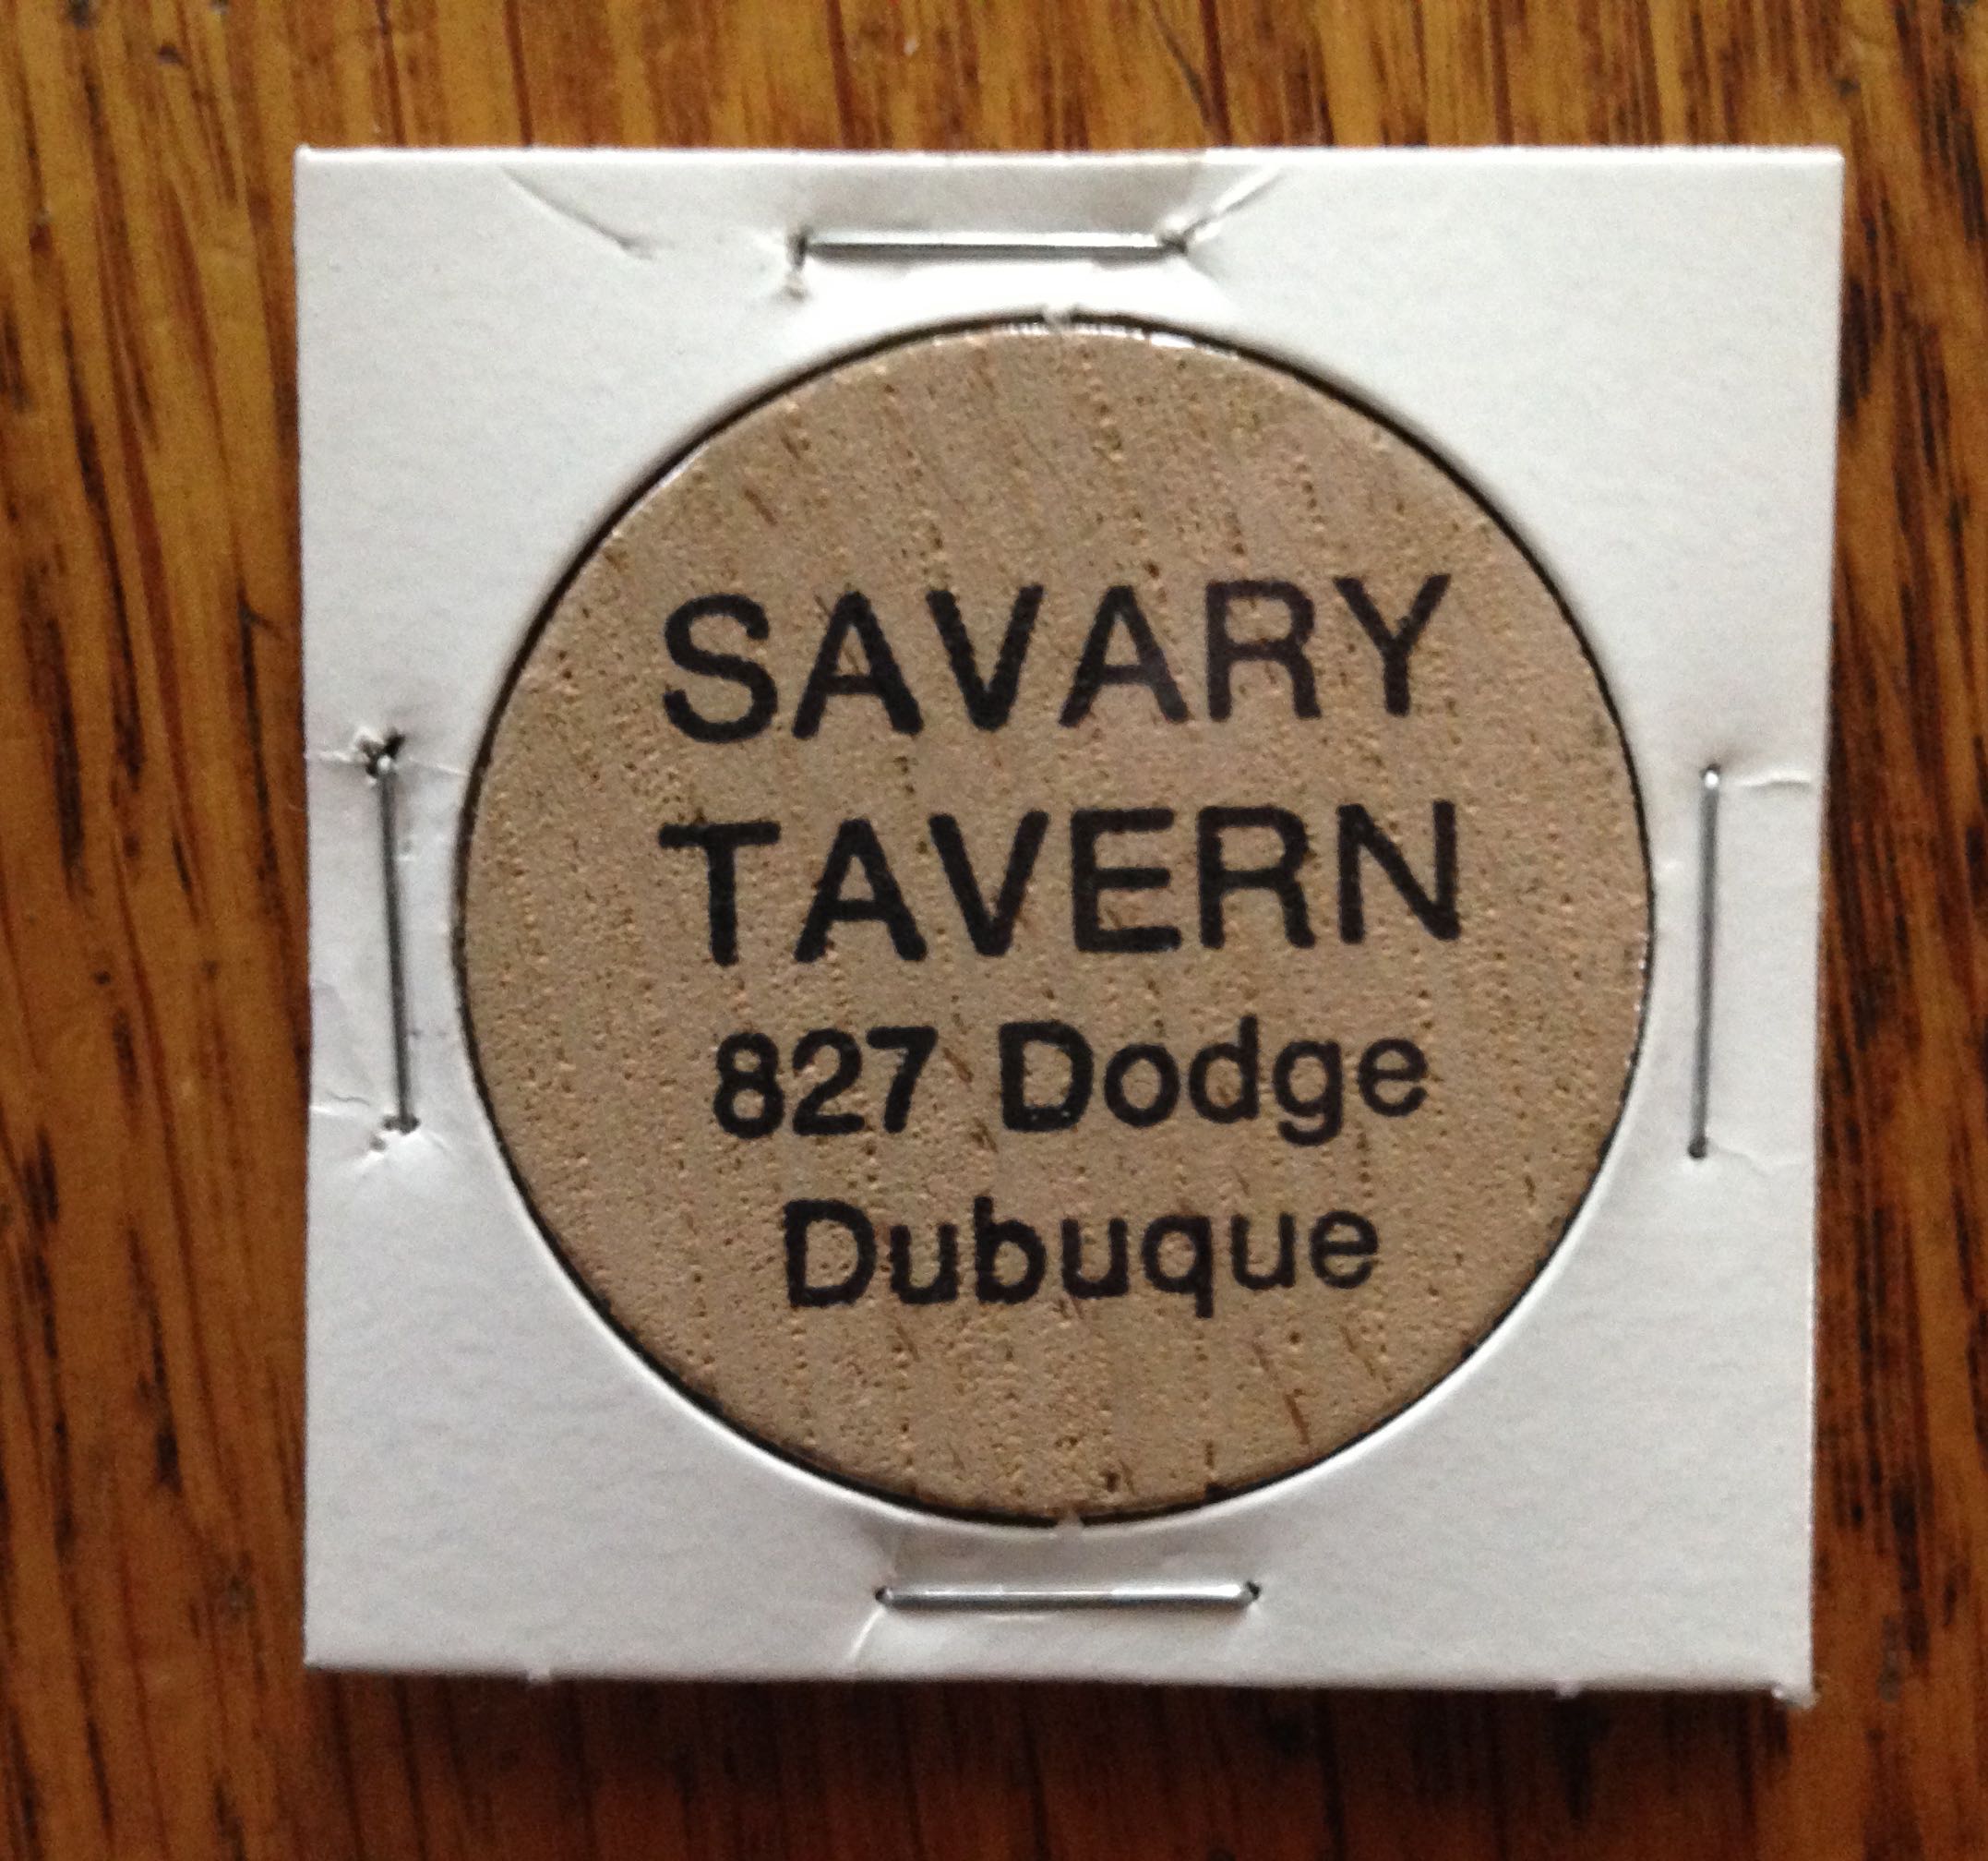 SAVARY
TAVERN
827 Dodge
Dubuque